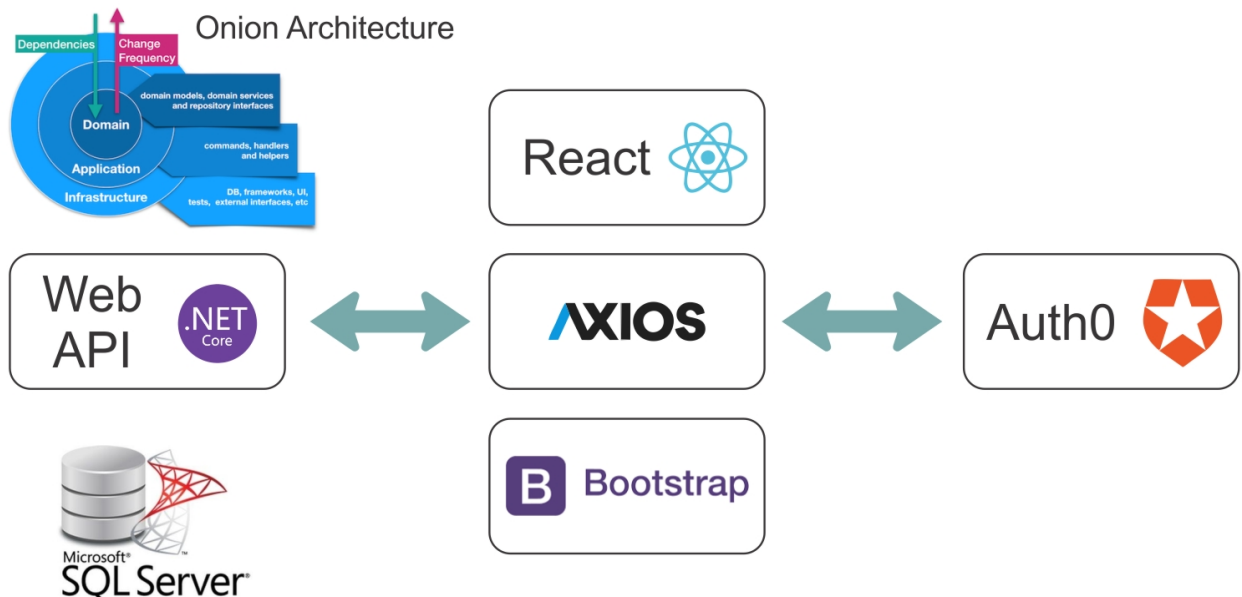 Onion Architecture
Dependencies
Change
Frequency
domain models, domain services
and repository interfaces
Domain
commands, handlers
and helpers
Application
DB, frameworks, UI,
tests, external interfaces, etc
Infrastructure
React
Web
API
.NET
Core
AXIOS
Auth0
B Bootstrap
Microsoft®
SQL Server®
™